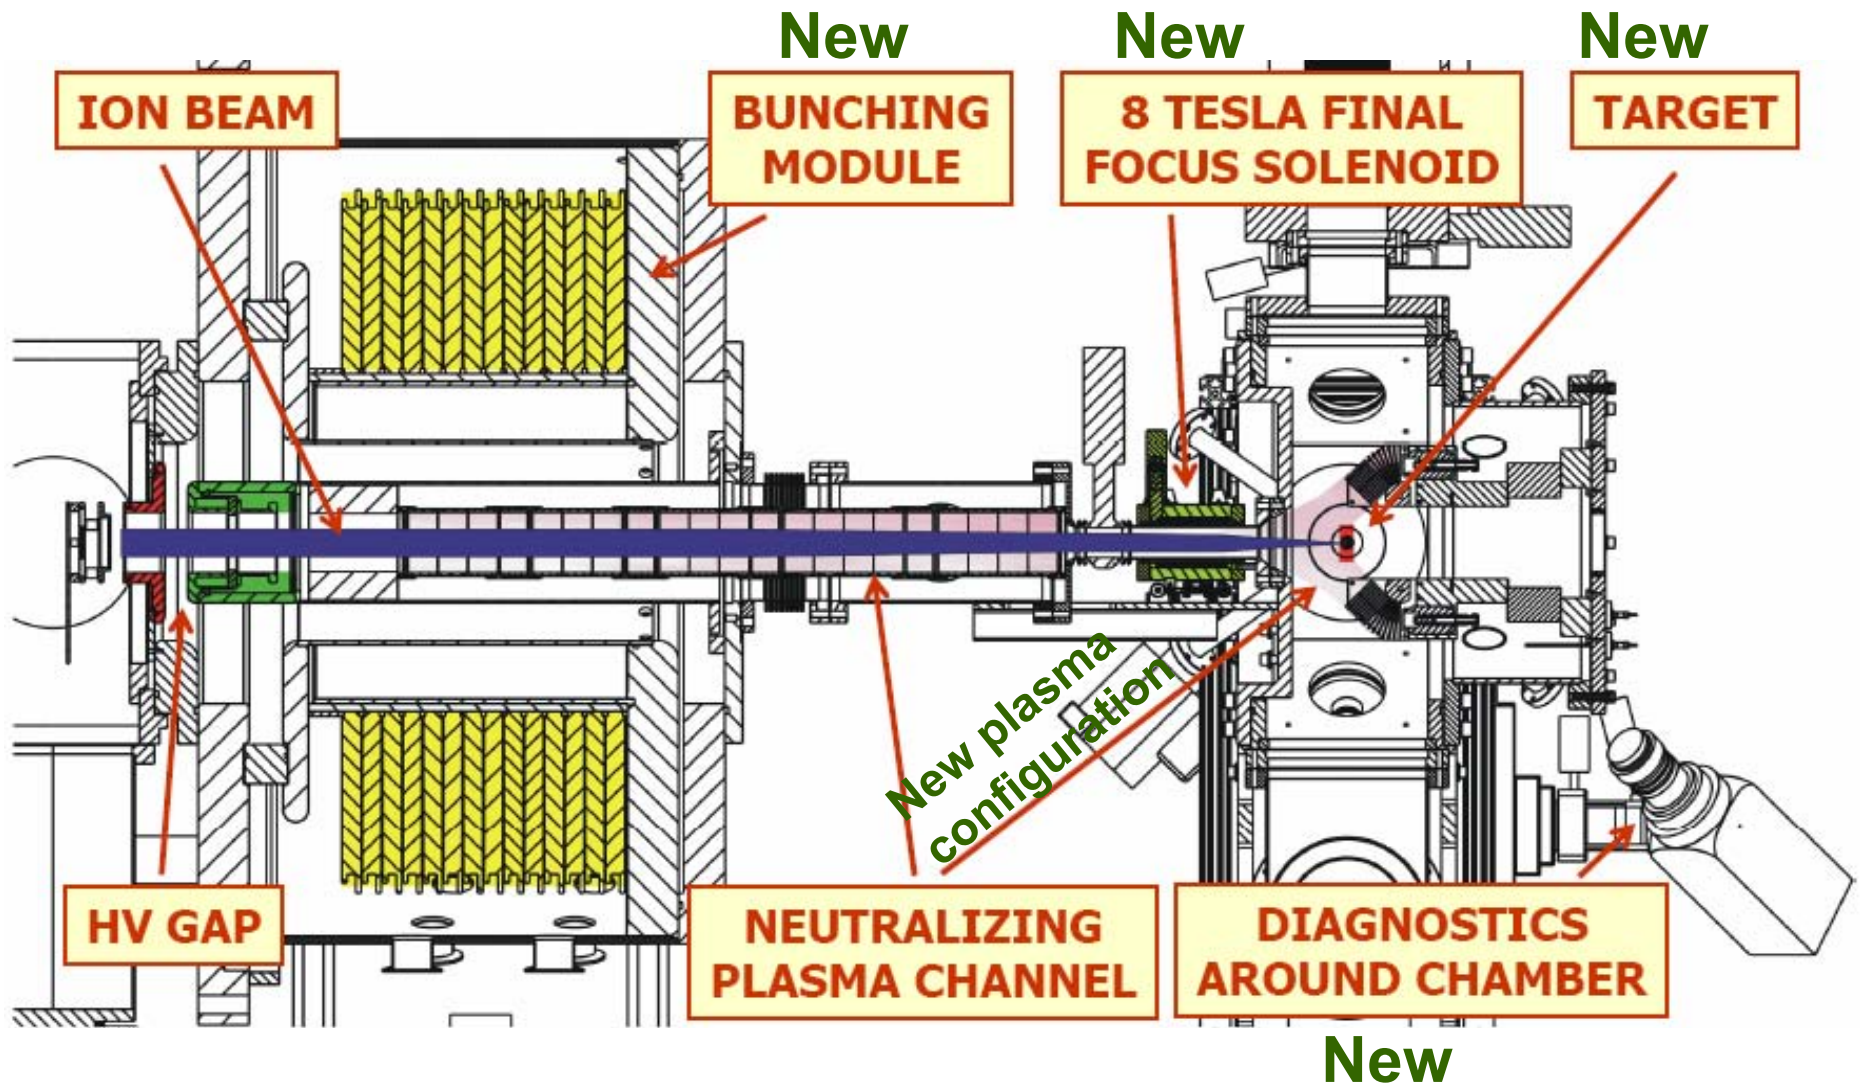 New
New
New
ION BEAM
BUNCHING
MODULE
8 TESLA FINAL
FOCUS SOLENOID
TARGET
New plasma
configuration
HV GAP
NEUTRALIZING
PLASMA CHANNEL
DIAGNOSTICS
AROUND CHAMBER
New